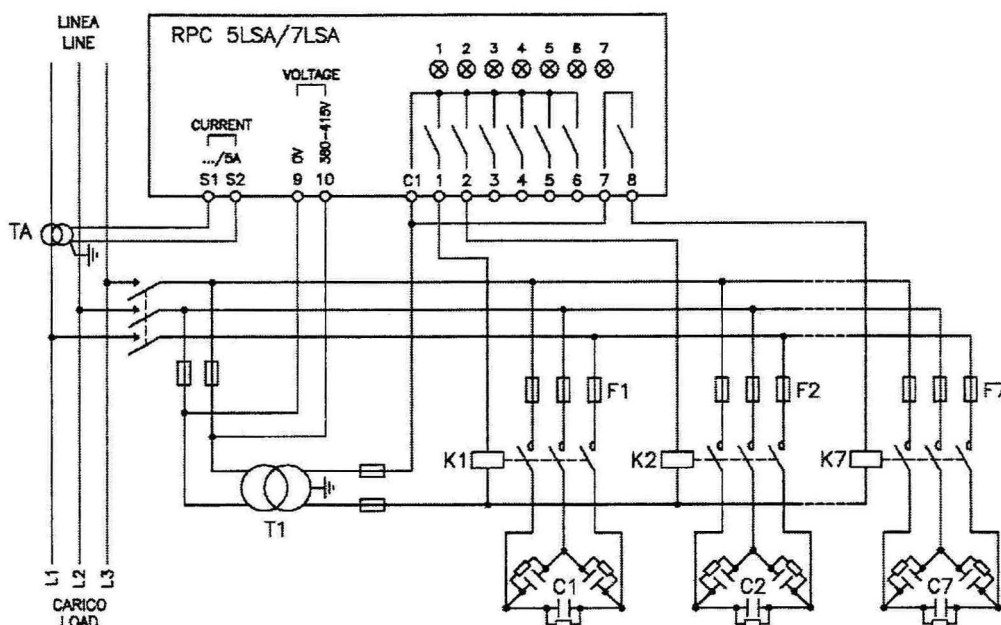 LINEA
LINE
RPC 5LSA/7LSA
1 2 3 4 5 6 7
VOLTAGE
CURRENT
.../5A
0V
380-415V
S1 S2 9 10 C1 1 2 3 4 5 6 7 8
TA
F1 F2 F7
K1 K2 K7
T1
C1 C2 C7
L1 L2 L3
CARICO
LOAD